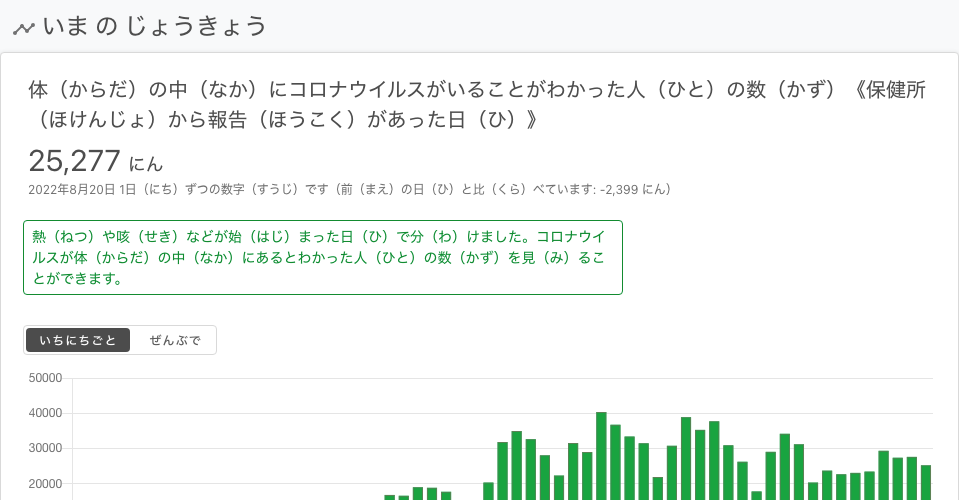 いま の じょうきょう
体（からだ）の中（なか）にコロナウイルスがいることがわかった人（ひと）の数（かず）《保健所
（ほけんじょ）から報告（ほうこく）があった日（ひ）》
25,277 にん
2022年8月20日 1日（にち）ずつの数字（すうじ）です（前（まえ）の日（ひ）と比（くら）べています: -2,399 にん）
熱（ねつ）や咳（せき）などが始（はじ）まった日（ひ）で分（わ）けました。コロナウイ
ルスが体（からだ）の中（なか）にあるとわかった人（ひと）の数（かず）を見（み）るこ
とができます。
いちにちごと ぜんぶで
50000
40000
30000
20000